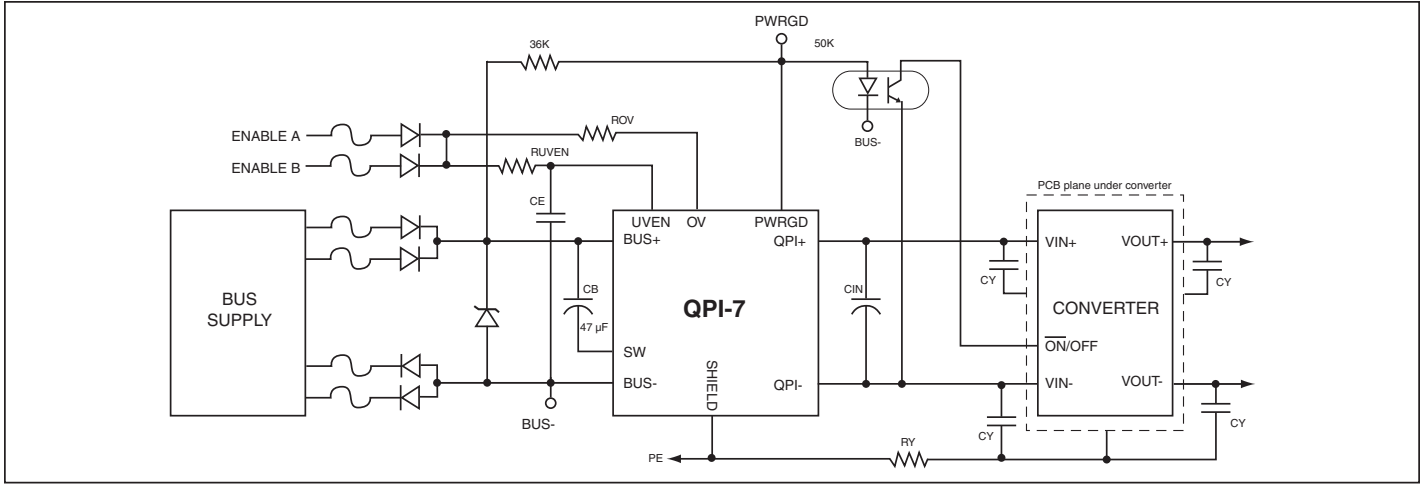 PWRGD
36K
50K
BUS-
ENABLE A
ENABLE B
ROV
RUVEN
CE
PCB plane under converter
UVEN OV PWRGD
BUS+ QPI+
VIN+ VOUT+
CY
CY
BUS
SUPPLY
CB
47 µF
QPI-7
CIN
CONVERTER
SW
ON/OFF
SHIELD
BUS- QPI-
VIN- VOUT-
BUS-
CY
CY
PE
RY